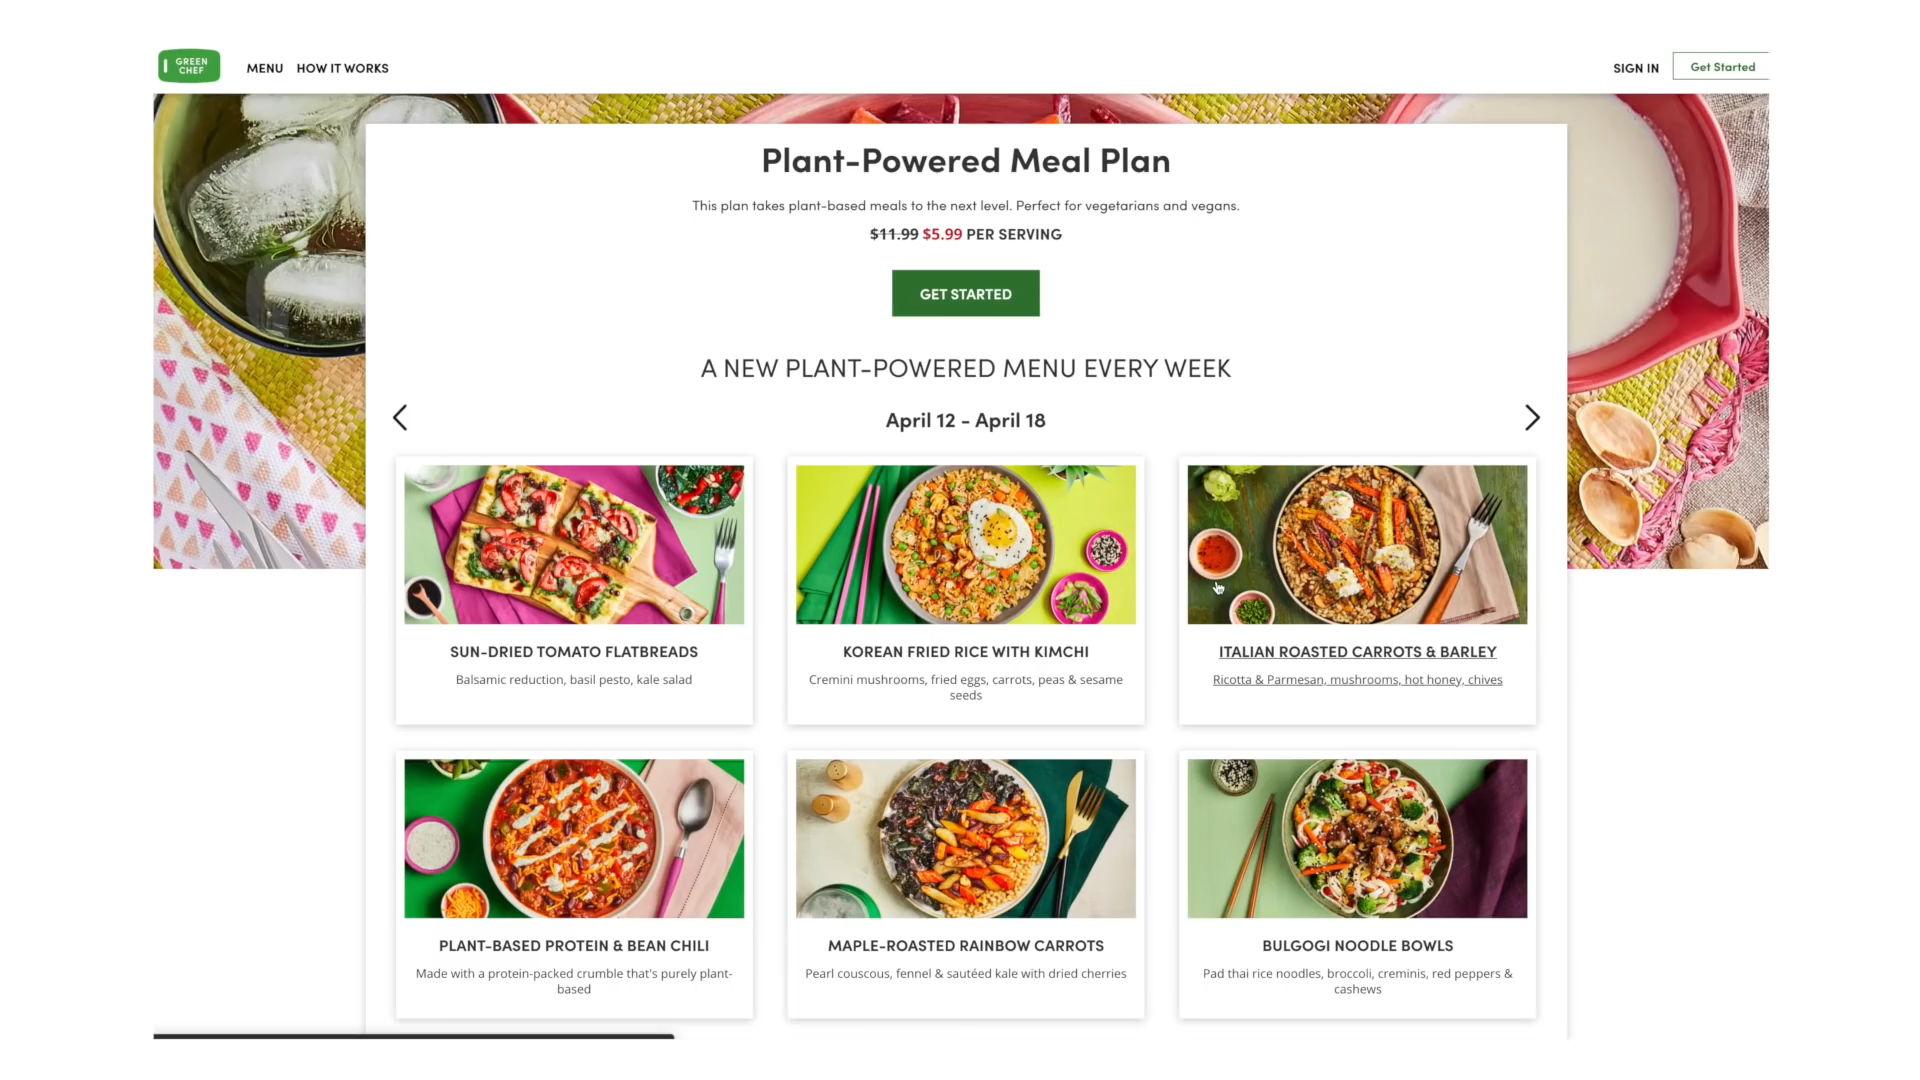 GREEN
CHEF
MENU
HOW IT WORKS
SIGN IN
Get Started
Plant-Powered Meal Plan
This plan takes plant-based meals to the next level. Perfect for vegetarians and vegans.
$11.99 $5.99 PER SERVING
GET STARTED
A NEW PLANT-POWERED MENU EVERY WEEK
April 12 - April 18
SUN-DRIED TOMATO FLATBREADS
Balsamic reduction, basil pesto, kale salad
KOREAN FRIED RICE WITH KIMCHI
Cremini mushrooms, fried eggs, carrots, peas & sesame
seeds
ITALIAN ROASTED CARROTS & BARLEY
Ricotta & Parmesan, mushrooms, hot honey, chives
PLANT-BASED PROTEIN & BEAN CHILI
Made with a protein-packed crumble that's purely plant-
based
MAPLE-ROASTED RAINBOW CARROTS
Pearl couscous, fennel & sautéed kale with dried cherries
BULGOGI NOODLE BOWLS
Pad thai rice noodles, broccoli, creminis, red peppers &
cashews